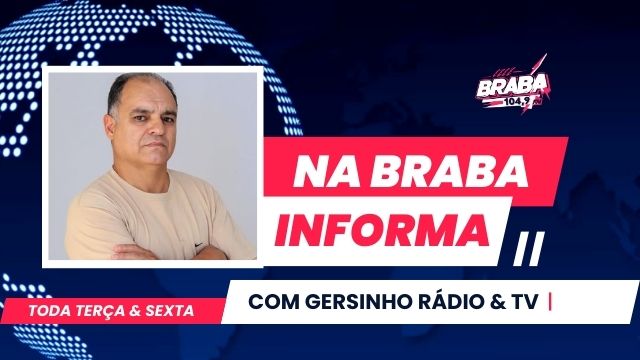 BRABA
104,9
NA BRABA
INFORMA
COM GERSINHO RÁDIO & TV
TODA TERÇA & SEXTA